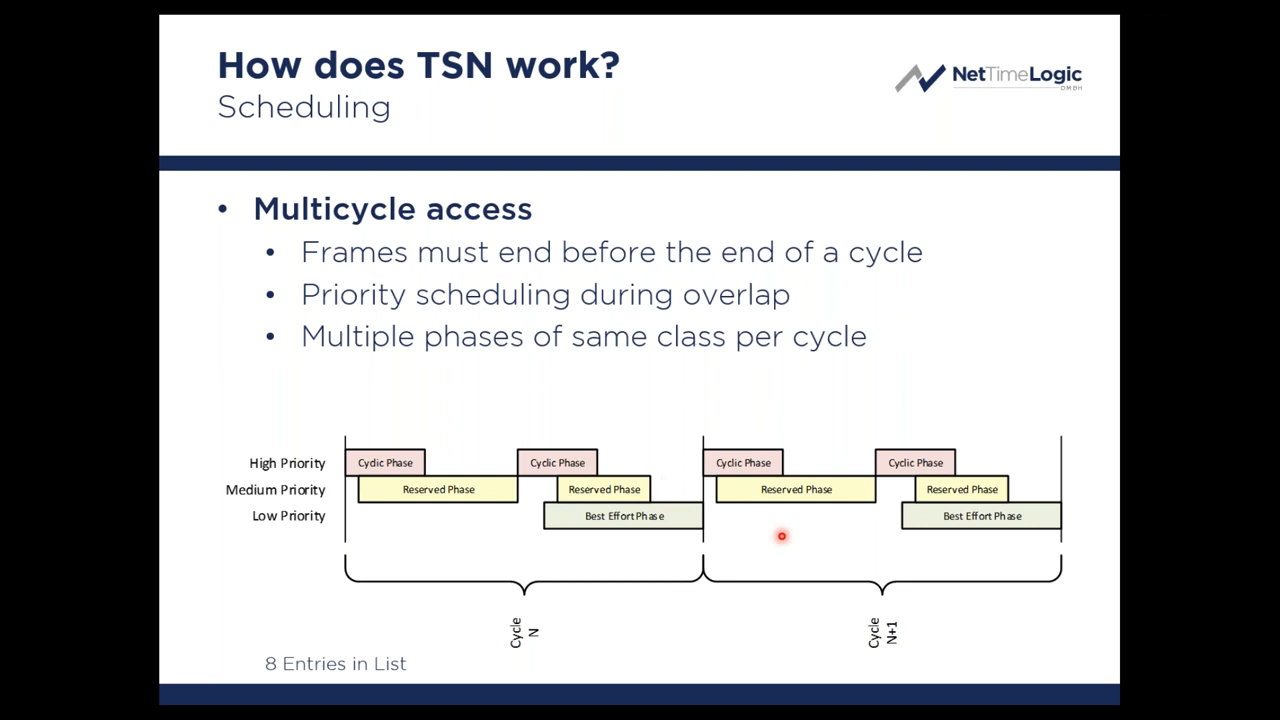 How does TSN work?
Scheduling
NetTimeLogic
GMBH
• Multicycle access
• Frames must end before the end of a cycle
• Priority scheduling during overlap
• Multiple phases of same class per cycle
High Priority
Cyclic Phase
Cyclic Phase
Cyclic Phase
Cyclic Phase
Medium Priority
Reserved Phase
Reserved Phase
Reserved Phase
Reserved Phase
Low Priority
Best Effort Phase
Best Effort Phase
Cycle
N
Cycle
N+1
8 Entries in List